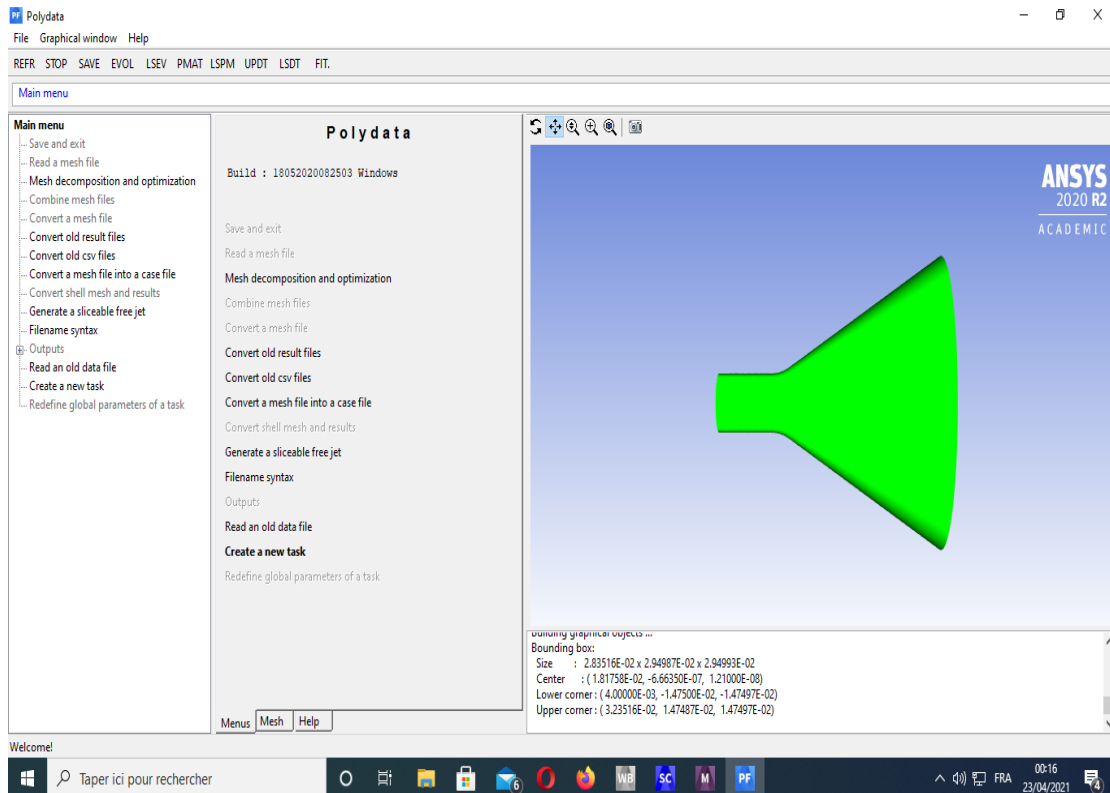 PF Polydata
File Graphical window Help
REFR STOP SAVE EVOL LSEV PMAT LSPM UPDT LSDT FIT.
Main menu
Main menu
Save and exit
Read a mesh file
Mesh decomposition and optimization
Combine mesh files
Convert a mesh file
Convert old result files
Convert old csv files
Convert a mesh file into a case file
Convert shell mesh and results
Generate a sliceable free jet
Filename syntax
Outputs
Read an old data file
Create a new task
Redefine global parameters of a task
Polydata
Build : 18052020082503 Windows
Save and exit
Read a mesh file
Mesh decomposition and optimization
Combine mesh files
Convert a mesh file
Convert old result files
Convert old csv files
Convert a mesh file into a case file
Convert shell mesh and results
Generate a sliceable free jet
Filename syntax
Outputs
Read an old data file
Create a new task
Redefine global parameters of a task
Menus Mesh Help
ANSYS
2020 R2
ACADEMIC
Building graphical objects ...
Bounding box:
Size : 2.83516E-02 x 2.94987E-02 x 2.94993E-02
Center : ( 1.81758E-02, -6.66350E-07, 1.21000E-08)
Lower corner : ( 4.00000E-03, -1.47500E-02, -1.47497E-02)
Upper corner : ( 3.23516E-02, 1.47487E-02, 1.47497E-02)
Welcome!
Taper ici pour rechercher
6
WB
SC
M
PF
FRA
00:16
23/04/2021
4